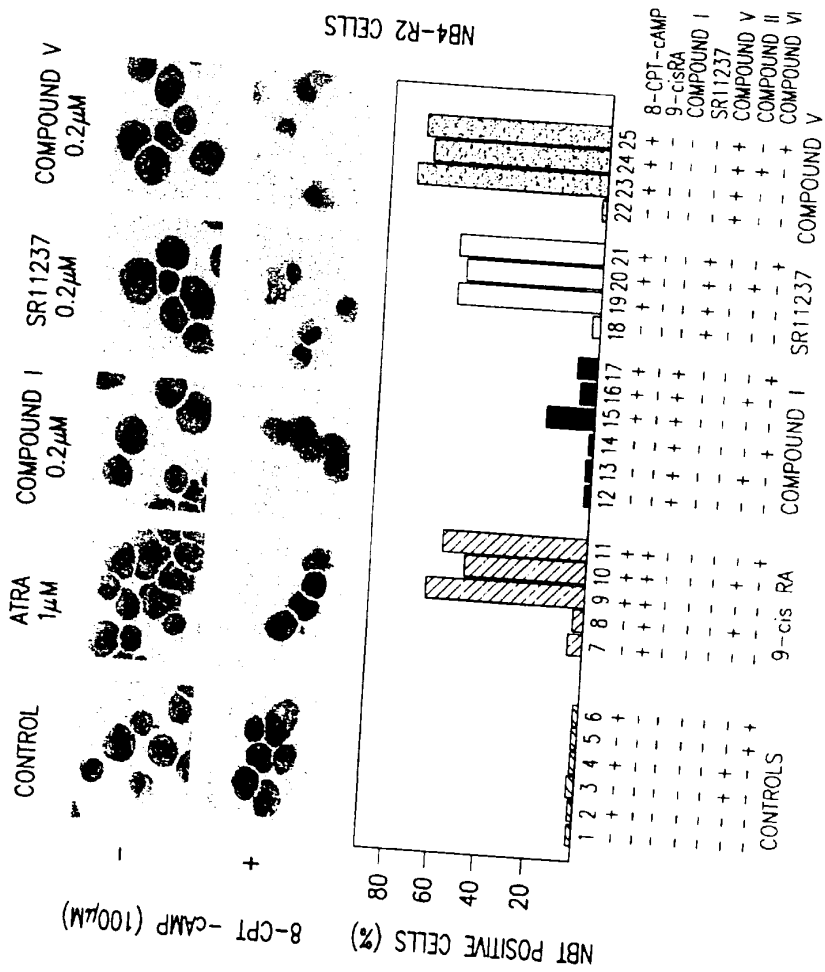 CONTROL
ATRA
1µM
COMPOUND I
0.2µM
SR11237
0.2µM
COMPOUND V
0.2µM
8-CPT-cAMP (100µM)
-
+
NB4-R2 CELLS
NBT POSITIVE CELLS (%)
80
60
40
20
1 2 3 4 5 6 7 8 9 10 11 12 13 14 15 16 17 18 19 20 21 22 23 24 25
- + - + - + - - + + + - - - + + + - + + + - + + + 8-CPT-cAMP
- - - - - - + + + + + - - - - - - - - - - - - - - 9-cisRA
- - - - - - - - - - - + + + + + + - - - - - - - - COMPOUND I
- - - - - - - - - - - - - - - - - + + + + - - - - SR11237
- - - - - - - - - - - - - - - - - - - - - + + + + COMPOUND V
- - + + - - - + - + - - + - - + - - - + - - - + - COMPOUND II
- - - - + + - - - - + - - + - - + - - - + - - - + COMPOUND VI
CONTROLS
9-cis RA
COMPOUND I
SR11237
COMPOUND V